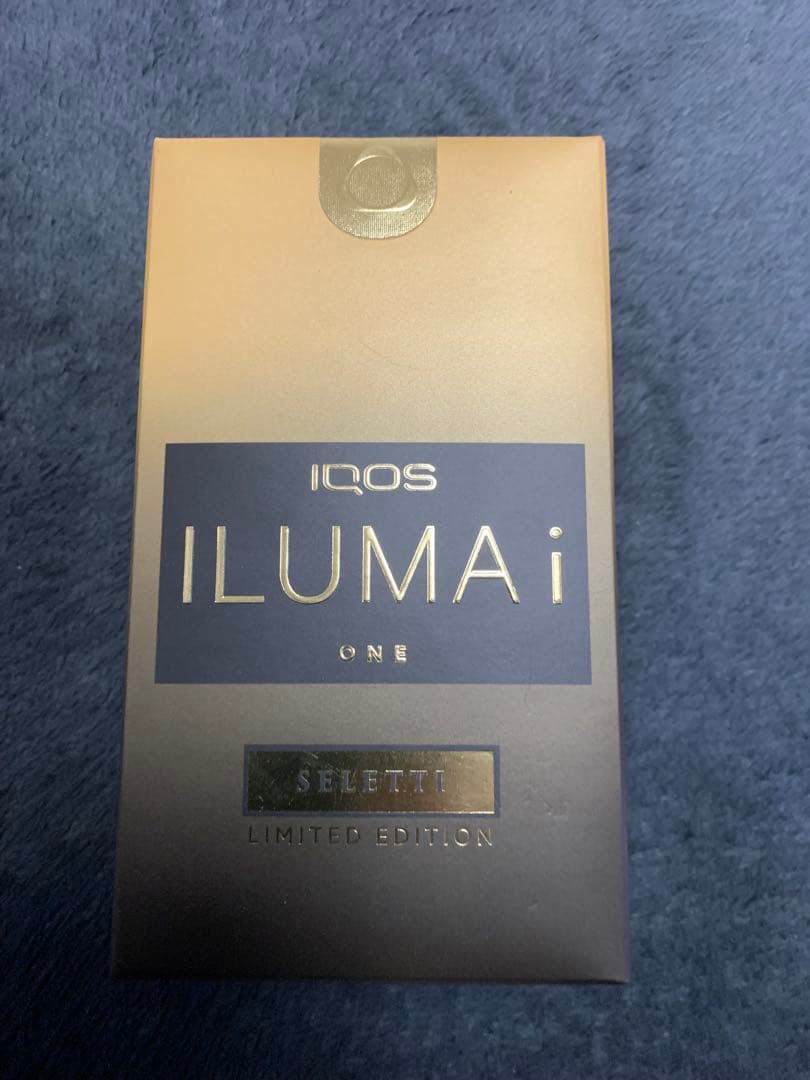 IQOS
ILUMA i
ONE
SELETTI
LIMITED EDITION